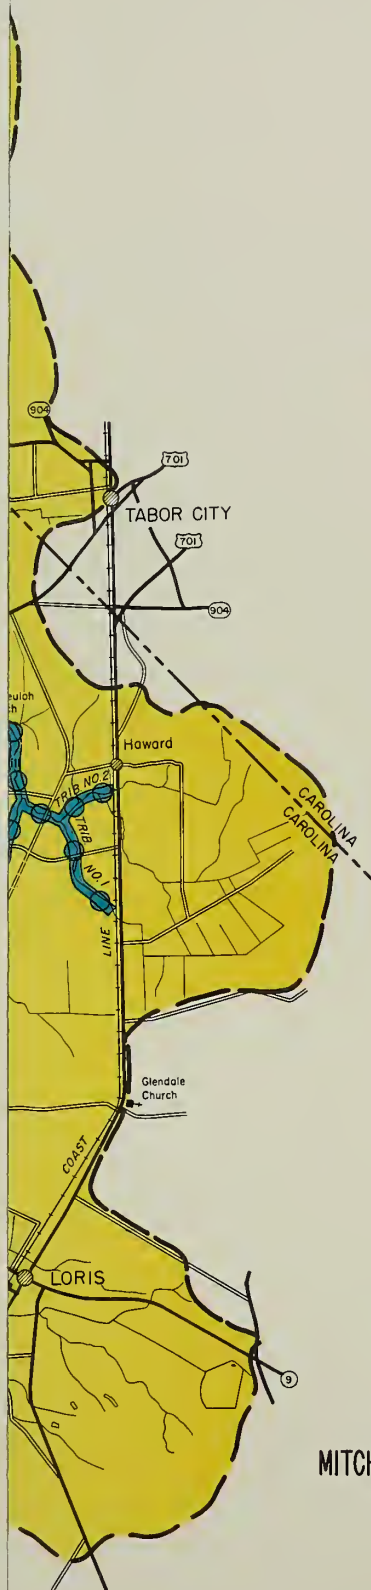 904
701
TABOR CITY
701
904
Haward
TRIB. NO. 2
TRIB
NO. 1
CAROLINA
CAROLINA
LINE
Glendale
Church
COAST
LORIS
9